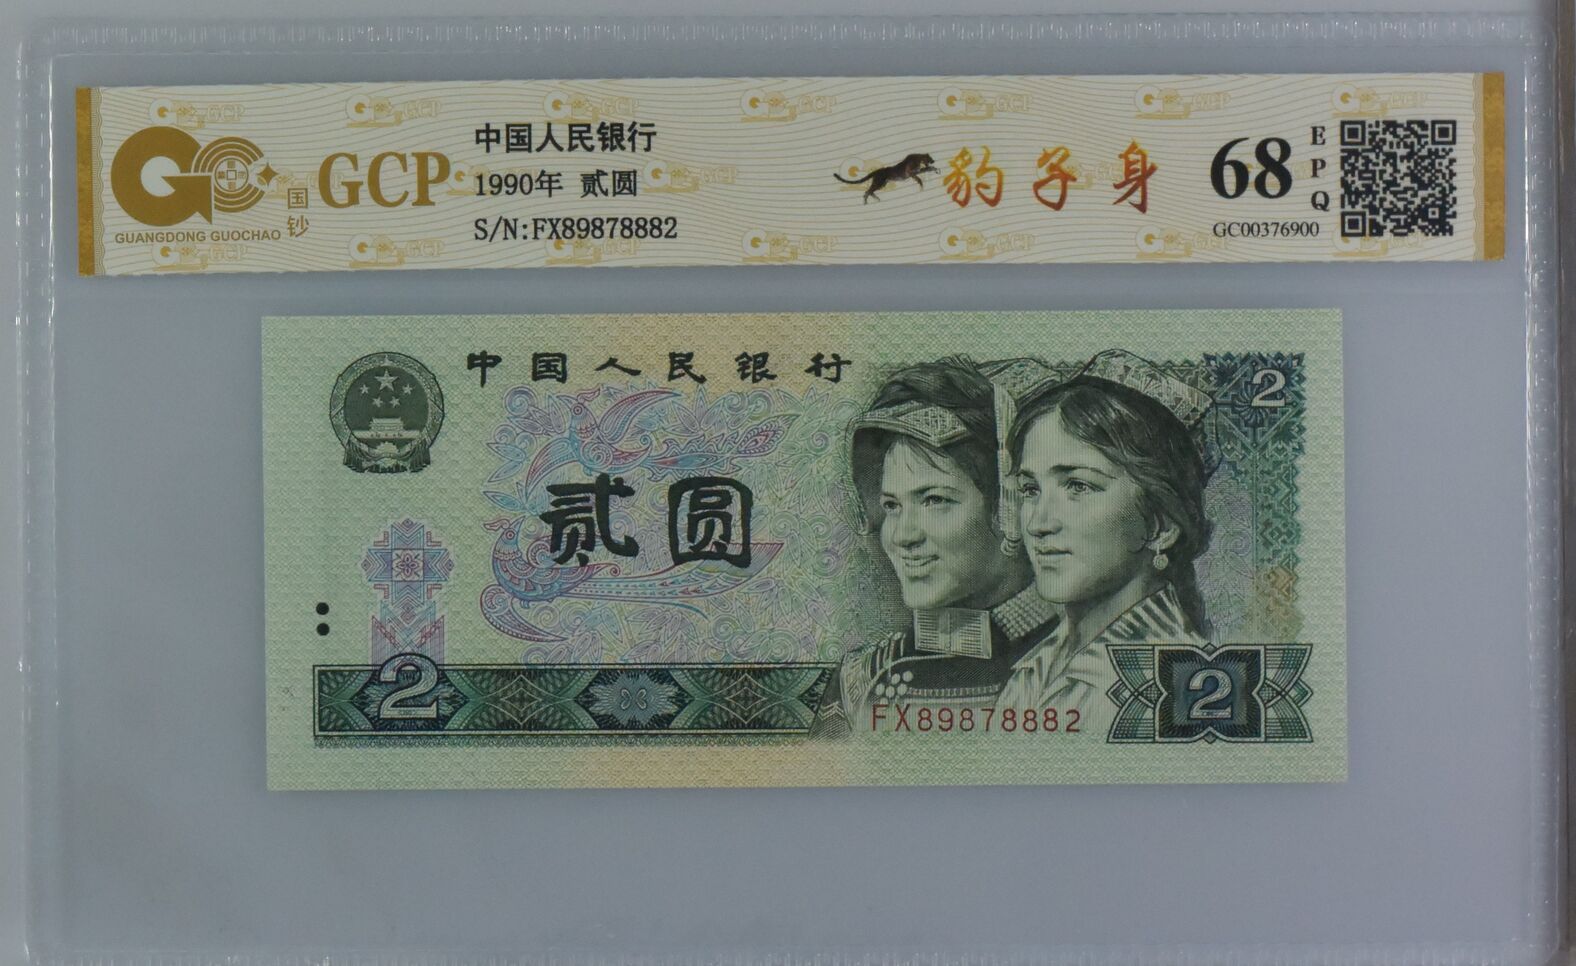 GCP
国钞
GUANGDONG GUOCHAO
中国人民银行
1990年 贰圆
S/N:FX89878882
豹子身
68
EPQ
GC00376900
中国人民银行
2
贰圆
2
FX89878882
2